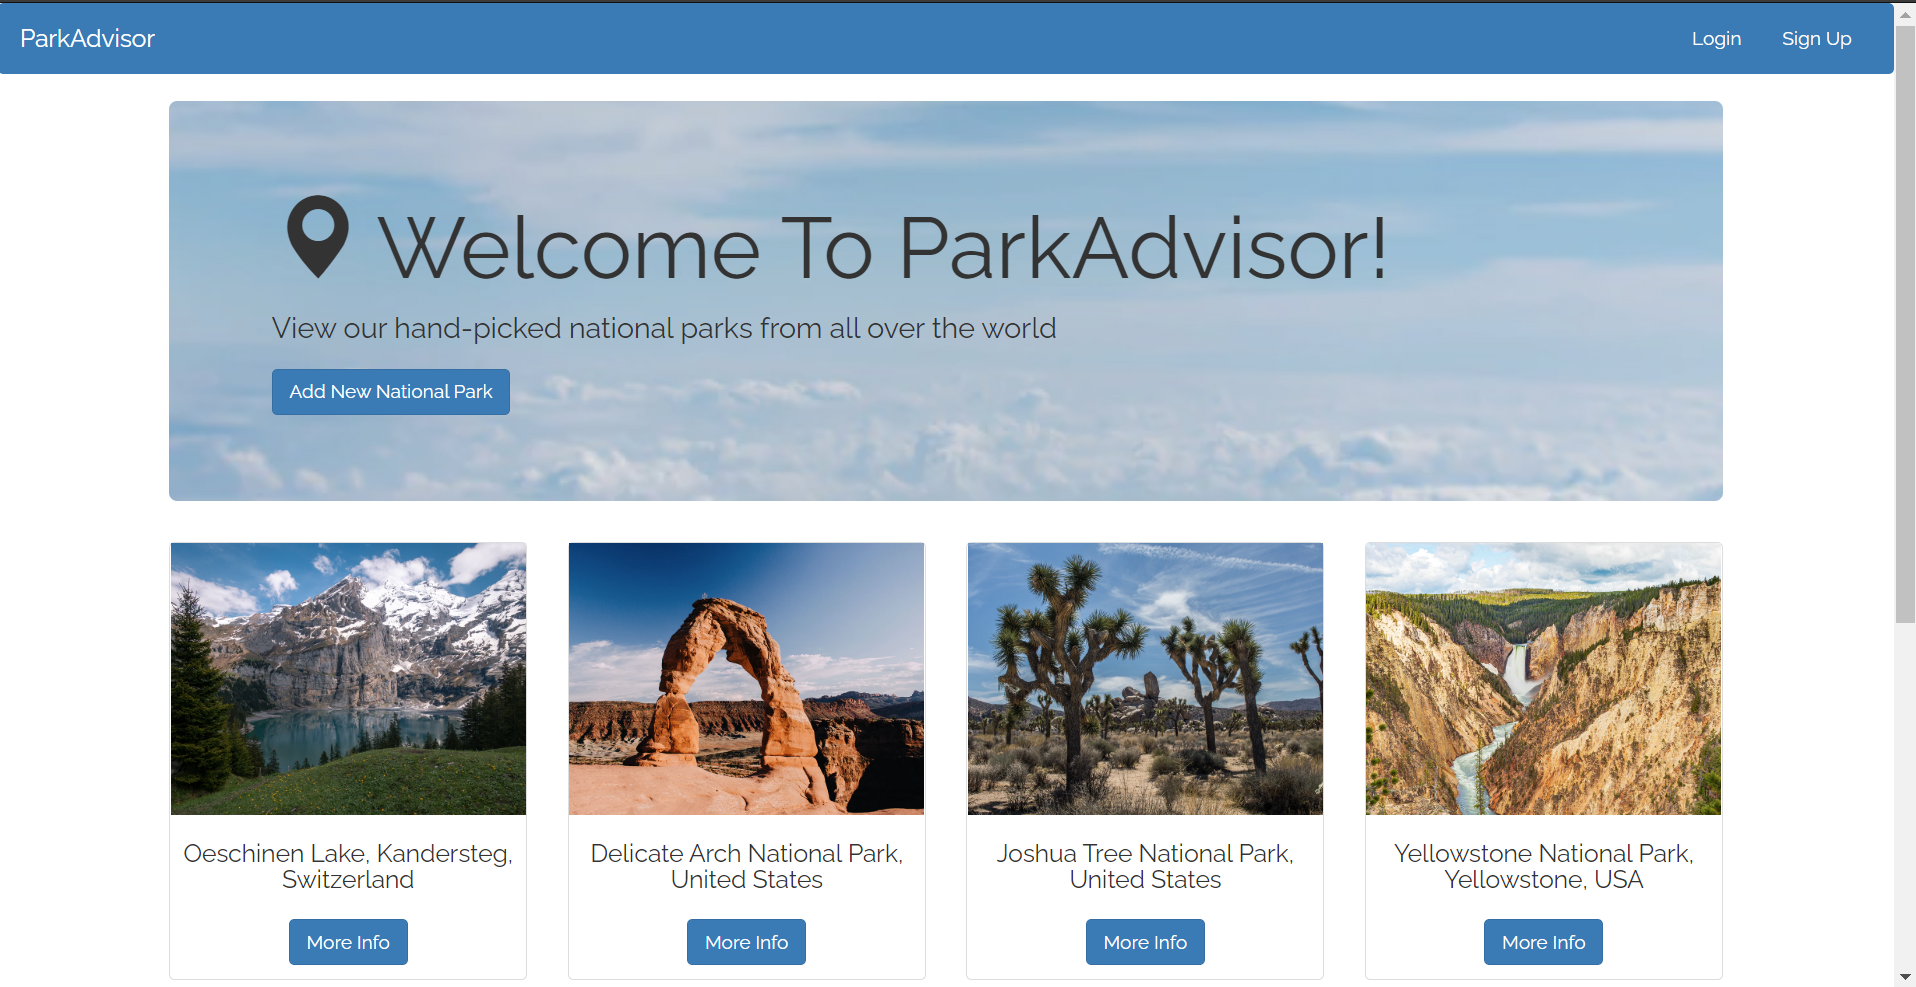 ParkAdvisor
Login
Sign Up
Welcome To ParkAdvisor!
View our hand-picked national parks from all over the world
Add New National Park
Oeschinen Lake, Kandersteg,
Switzerland
More Info
Delicate Arch National Park,
United States
More Info
Joshua Tree National Park,
United States
More Info
Yellowstone National Park,
Yellowstone, USA
More Info